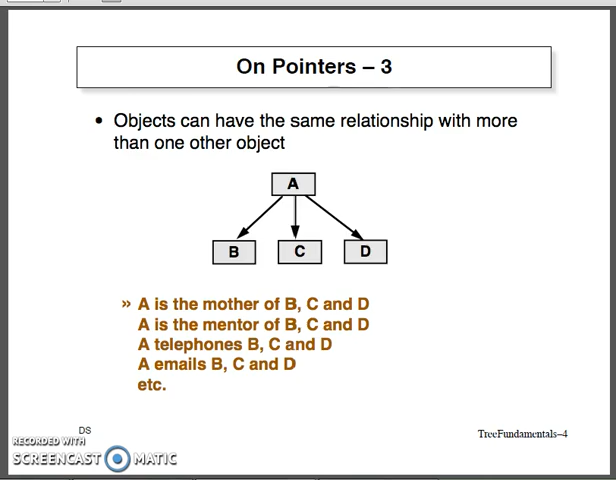 On Pointers – 3
• Objects can have the same relationship with more
than one other object
A
B C D
» A is the mother of B, C and D
A is the mentor of B, C and D
A telephones B, C and D
A emails B, C and D
etc.
DS
TreeFundamentals–4
RECORDED WITH
SCREENCAST MATIC